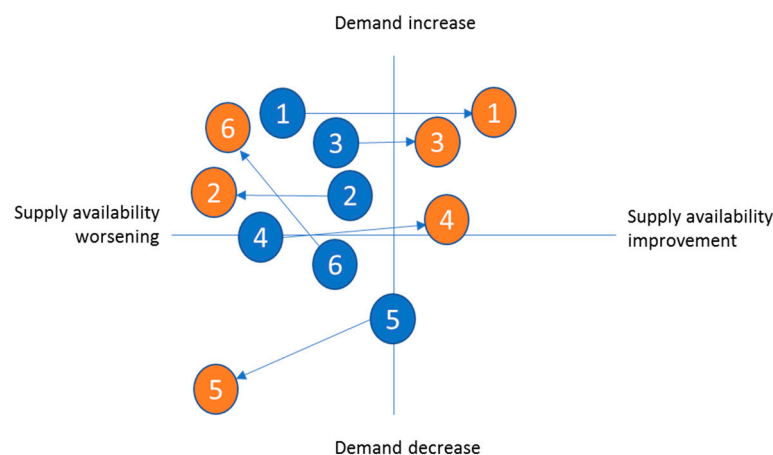 Demand increase
1
1
6
3
3
2
2
4
Supply availability
worsening
4
Supply availability
improvement
6
5
5
Demand decrease